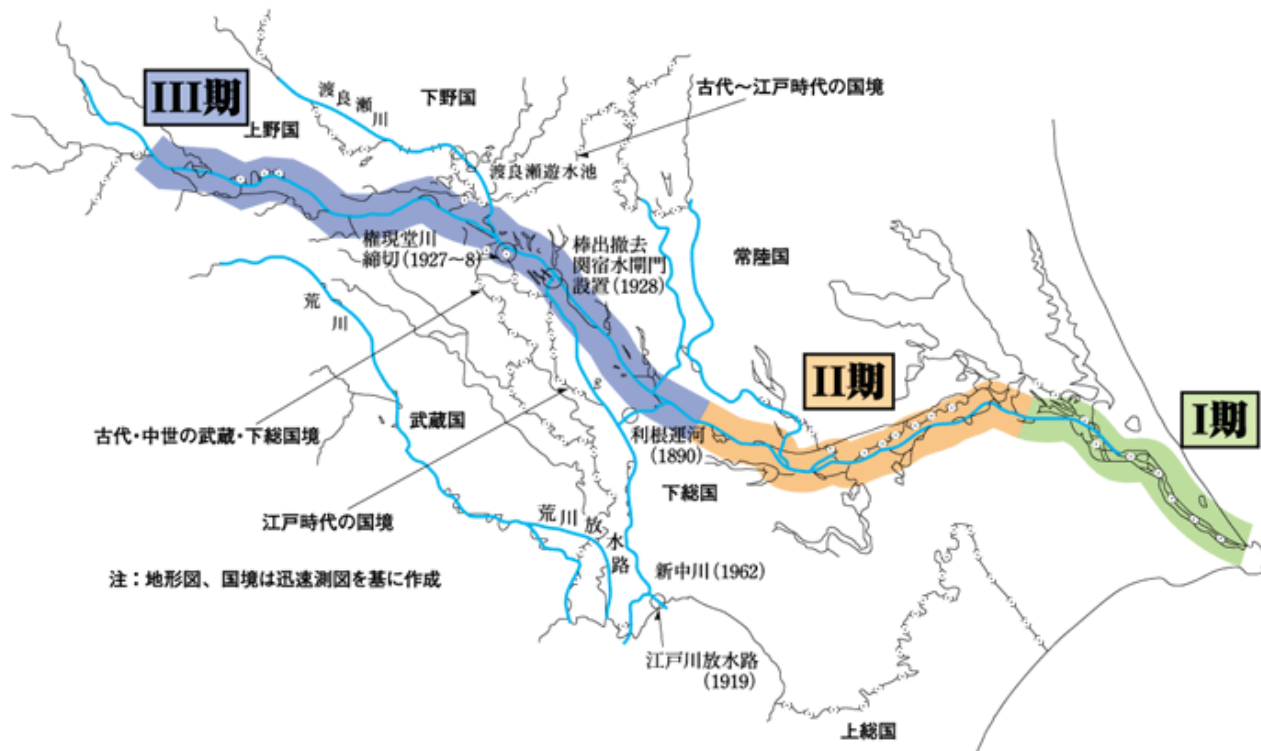 III期
上野国
渡良瀬川
下野国
古代～江戸時代の国境
渡良瀬遊水池
権現堂川
締切(1927～8)
棒出撤去
関宿水閘門
設置(1928)
常陸国
荒川
II期
I期
武蔵国
古代・中世の武蔵・下総国境
利根運河
(1890)
下総国
江戸時代の国境
荒川放水路
注：地形図、国境は迅速測図を基に作成
新中川(1962)
江戸川放水路
(1919)
上総国